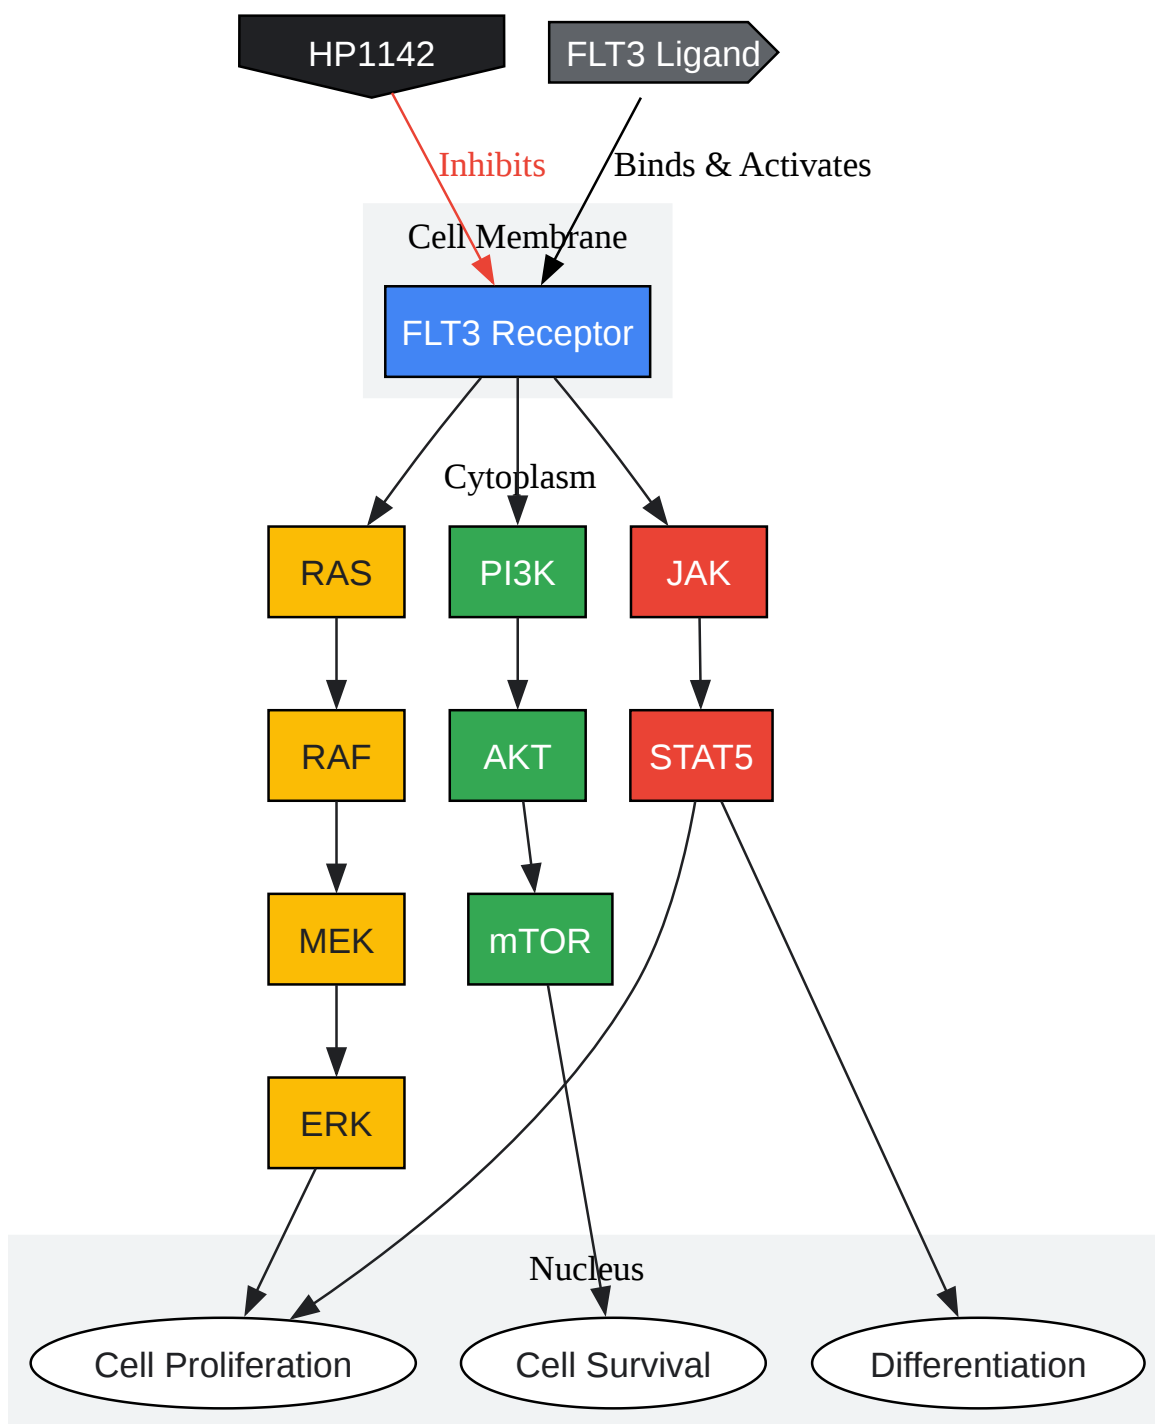 HP1142
FLT3 Ligand
Inhibits
Binds & Activates
Cell Membrane
FLT3 Receptor
Cytoplasm
RAS
PI3K
JAK
RAF
AKT
STAT5
MEK
mTOR
ERK
Nucleus
Cell Proliferation
Cell Survival
Differentiation